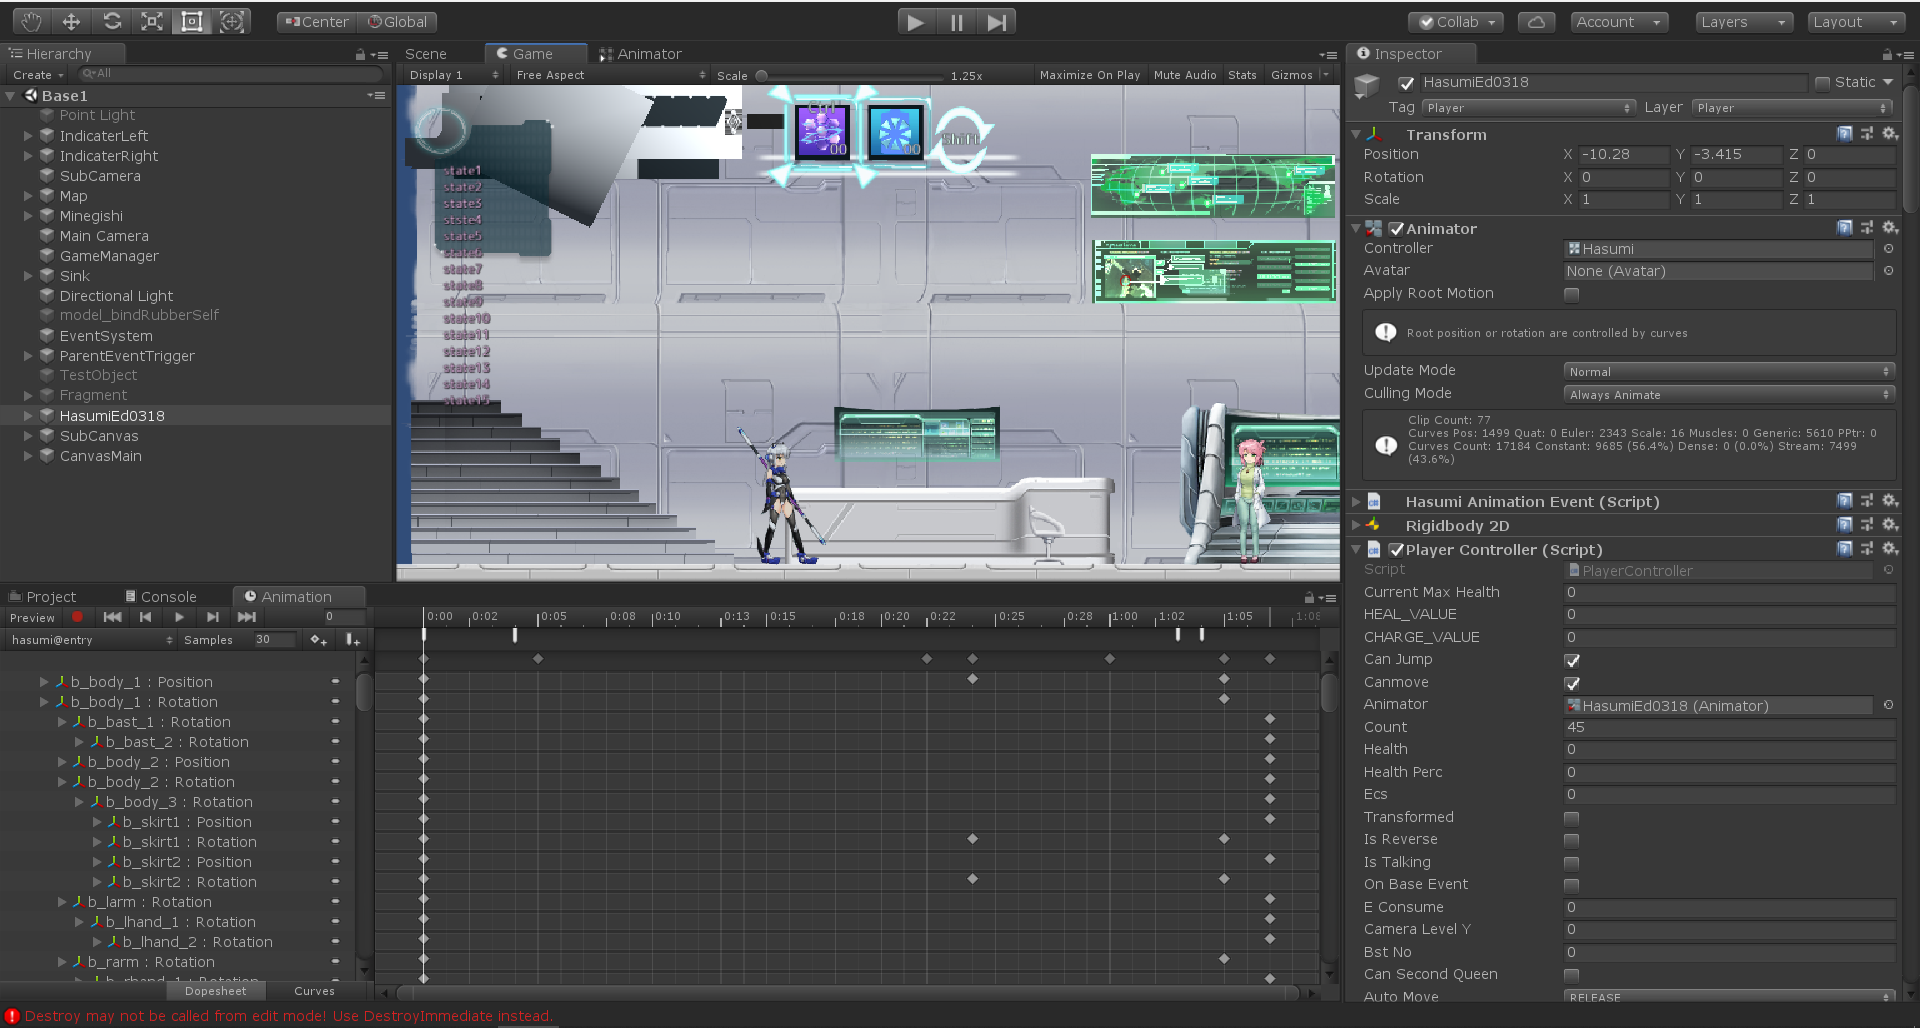 Center Global
Collab Account Layers Layout
Hierarchy
Scene Game Animator
Inspector
Create All
Display 1 Free Aspect Scale 1.25x Maximize On Play Mute Audio Stats Gizmos
HasumiEd0318 Static
Tag Player Layer Player
Base1
Point Light
IndicaterLeft
IndicaterRight
SubCamera
Map
Minegishi
Main Camera
GameManager
Sink
Directional Light
model_bindRubberSelf
EventSystem
ParentEventTrigger
TestObject
Fragment
HasumiEd0318
SubCanvas
CanvasMain
Ctrl
00
00
Shift
state1
state2
state3
stste4
state5
state6
state7
state8
state9
state10
state11
state12
state13
state14
state15
Transform
Position X -10.28 Y -3.415 Z 0
Rotation X 0 Y 0 Z 0
Scale X 1 Y 1 Z 1
Animator
Controller Hasumi
Avatar None (Avatar)
Apply Root Motion
Root position or rotation are controlled by curves
Update Mode Normal
Culling Mode Always Animate
Clip Count: 77
Curves Pos: 1499 Quat: 0 Euler: 2343 Scale: 16 Muscles: 0 Generic: 5610 PPtr: 0
Curves Count: 17184 Constant: 9685 (56.4%) Dense: 0 (0.0%) Stream: 7499
(43.6%)
Hasumi Animation Event (Script)
Rigidbody 2D
Player Controller (Script)
Script PlayerController
Current Max Health 0
HEAL_VALUE 0
CHARGE_VALUE 0
Can Jump
Canmove
Animator HasumiEd0318 (Animator)
Count 45
Health 0
Health Perc 0
Ecs 0
Transformed
Is Reverse
Is Talking
On Base Event
E Consume 0
Camera Level Y 0
Bst No 0
Can Second Queen
Auto Move RELEASE
Project Console Animation
Preview 0
0:00 0:02 0:05 0:08 0:10 0:13 0:15 0:18 0:20 0:22 0:25 0:28 1:00 1:02 1:05 1:08
hasumi@entry Samples 30
b_body_1 : Position
b_body_1 : Rotation
b_bast_1 : Rotation
b_bast_2 : Rotation
b_body_2 : Position
b_body_2 : Rotation
b_body_3 : Rotation
b_skirt1 : Position
b_skirt1 : Rotation
b_skirt2 : Position
b_skirt2 : Rotation
b_larm : Rotation
b_lhand_1 : Rotation
b_lhand_2 : Rotation
b_rarm : Rotation
b_rhand_1 : Rotation
Dopesheet Curves
Destroy may not be called from edit mode! Use DestroyImmediate instead.